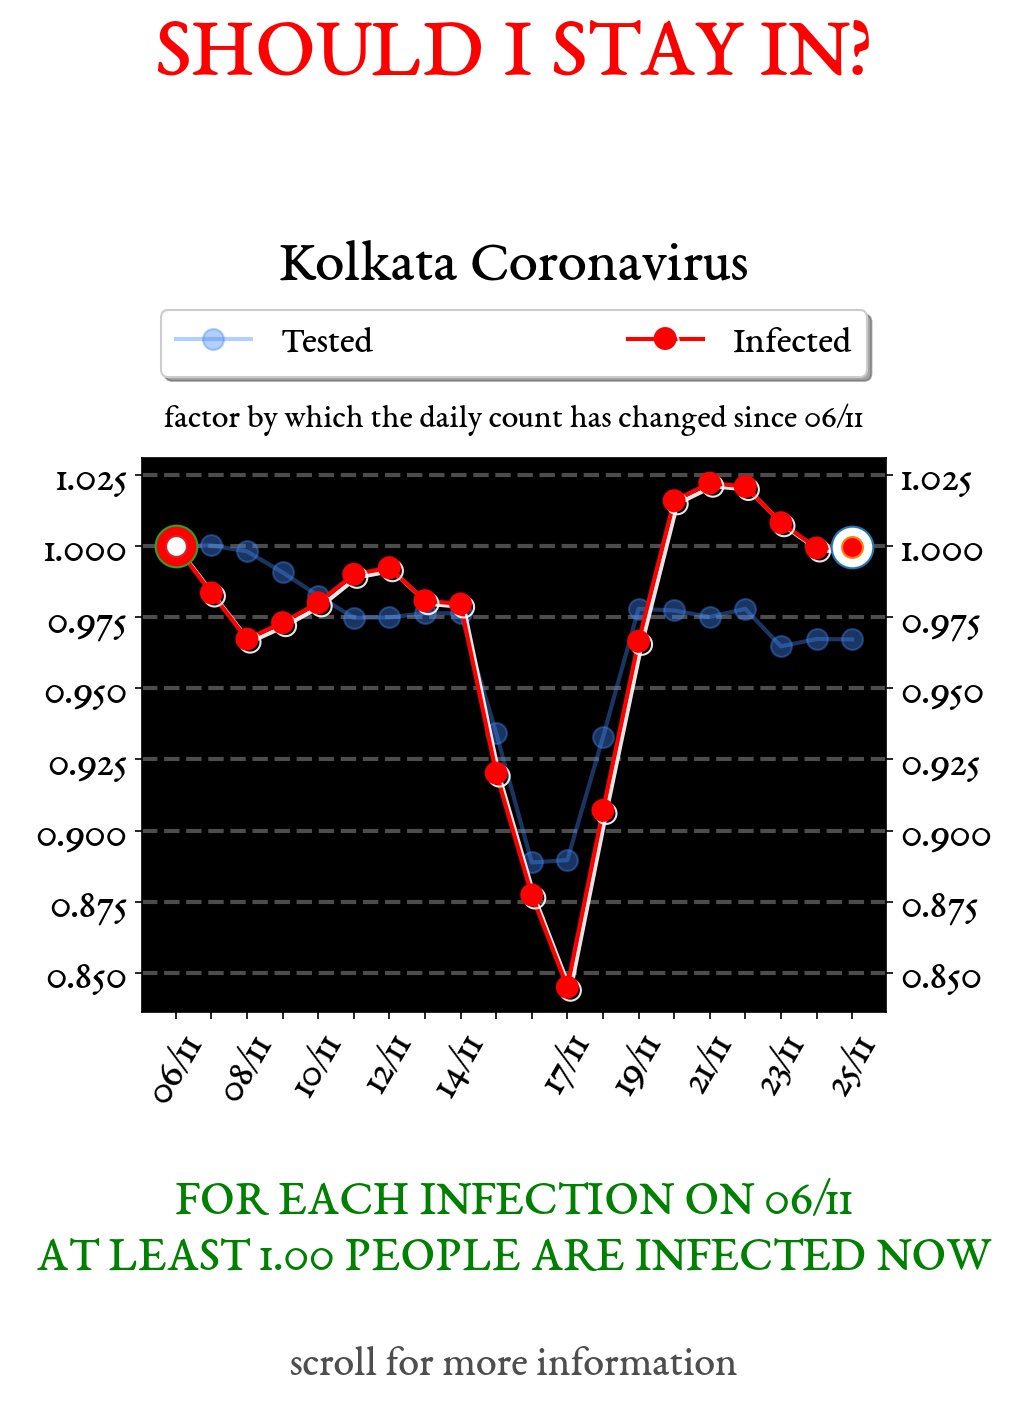 SHOULD I STAY IN?
Kolkata Coronavirus
Tested Infected
factor by which the daily count has changed since 06/11
1.025 1.025
1.000 1.000
0.975 0.975
0.950 0.950
0.925 0.925
0.900 0.900
0.875 0.875
0.850 0.850
06/11 08/11 10/11 12/11 14/11 17/11 19/11 21/11 23/11 25/11
FOR EACH INFECTION ON 06/11
AT LEAST 1.00 PEOPLE ARE INFECTED NOW
scroll for more information